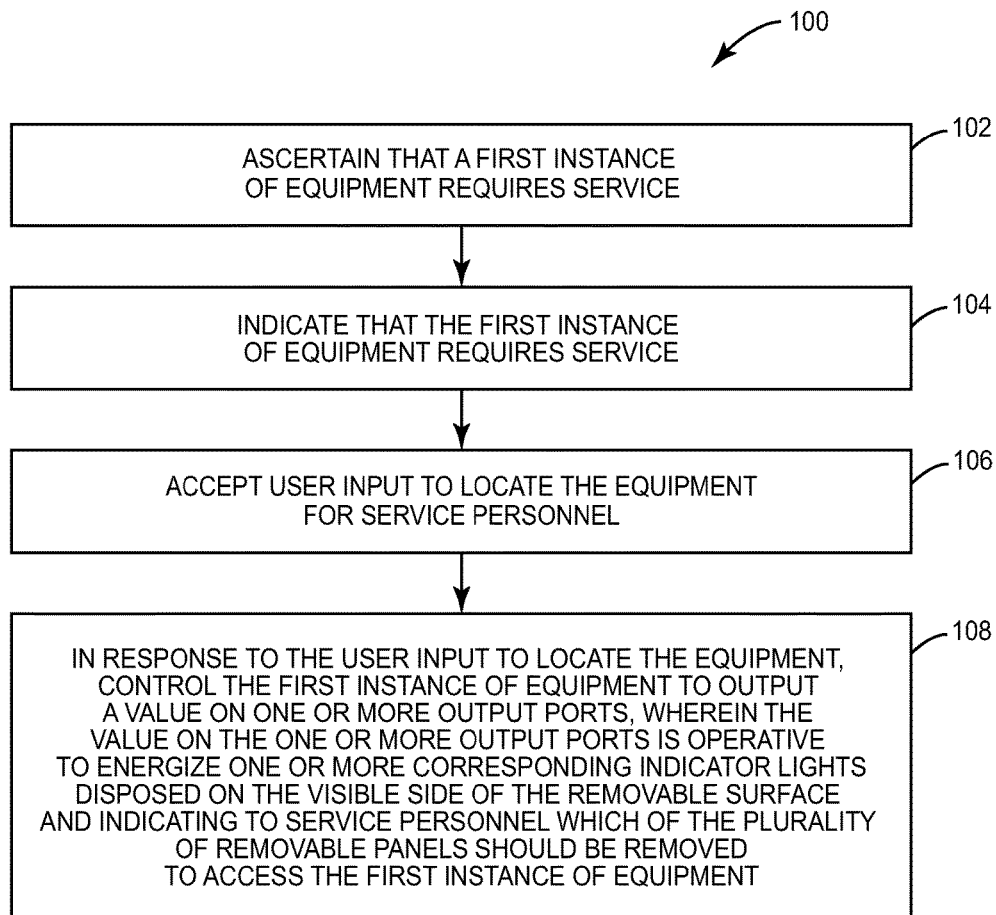 100
102
ASCERTAIN THAT A FIRST INSTANCE
OF EQUIPMENT REQUIRES SERVICE
104
INDICATE THAT THE FIRST INSTANCE
OF EQUIPMENT REQUIRES SERVICE
106
ACCEPT USER INPUT TO LOCATE THE EQUIPMENT
FOR SERVICE PERSONNEL
108
IN RESPONSE TO THE USER INPUT TO LOCATE THE EQUIPMENT,
CONTROL THE FIRST INSTANCE OF EQUIPMENT TO OUTPUT
A VALUE ON ONE OR MORE OUTPUT PORTS, WHEREIN THE
VALUE ON THE ONE OR MORE OUTPUT PORTS IS OPERATIVE
TO ENERGIZE ONE OR MORE CORRESPONDING INDICATOR LIGHTS
DISPOSED ON THE VISIBLE SIDE OF THE REMOVABLE SURFACE
AND INDICATING TO SERVICE PERSONNEL WHICH OF THE PLURALITY
OF REMOVABLE PANELS SHOULD BE REMOVED
TO ACCESS THE FIRST INSTANCE OF EQUIPMENT